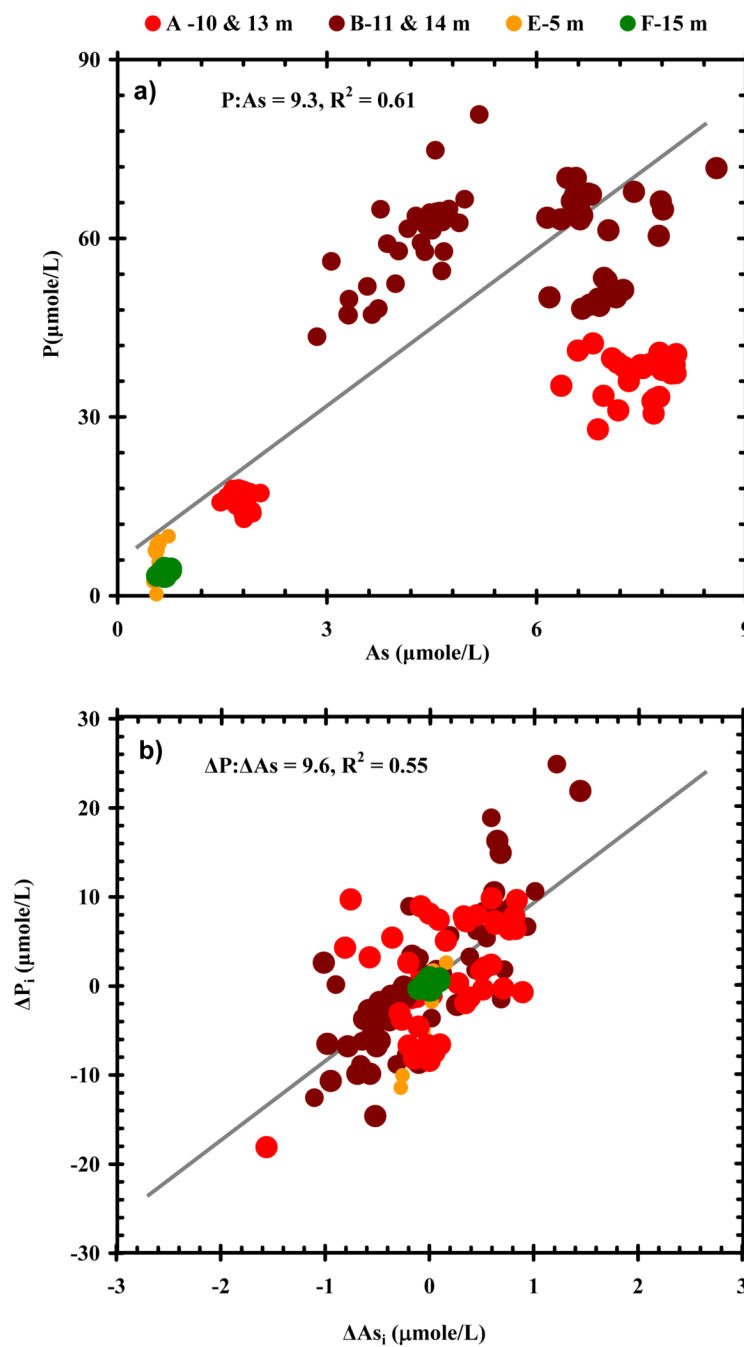 A -10 & 13 m B-11 & 14 m E-5 m F-15 m
90
a)
P:As = 9.3, R² = 0.61
60
P(µmole/L)
30
0
0 3 6 9
As (µmole/L)
30
b)
ΔP:ΔAs = 9.6, R² = 0.55
20
10
ΔPᵢ (µmole/L)
0
-10
-20
-30
-3 -2 -1 0 1 2 3
ΔAsᵢ (µmole/L)